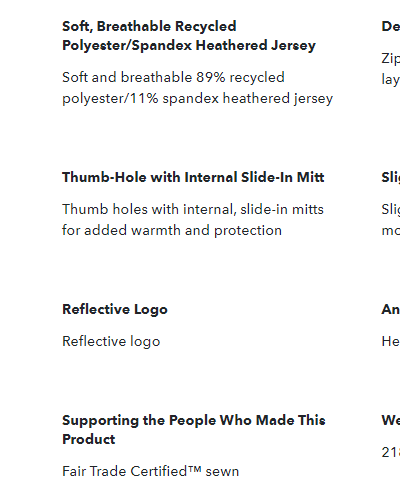 Soft, Breathable Recycled
Polyester/Spandex Heathered Jersey
Soft and breathable 89% recycled
polyester/11% spandex heathered jersey
Thumb-Hole with Internal Slide-In Mitt
Thumb holes with internal, slide-in mitts
for added warmth and protection
Reflective Logo
Reflective logo
Supporting the People Who Made This
Product
Fair Trade Certified™ sewn